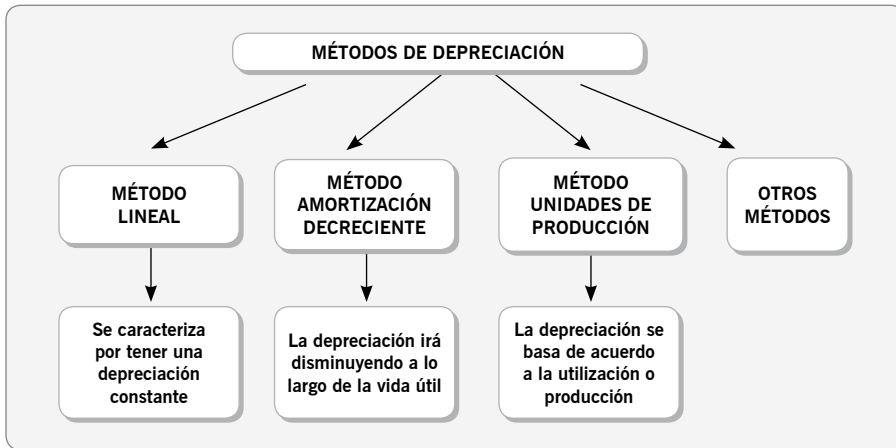 MÉTODOS DE DEPRECIACIÓN
MÉTODO
LINEAL
MÉTODO
AMORTIZACIÓN
DECRECIENTE
MÉTODO
UNIDADES DE
PRODUCCIÓN
OTROS
MÉTODOS
Se caracteriza
por tener una
depreciación
constante
La depreciación irá
disminuyendo a lo
largo de la vida útil
La depreciación se
basa de acuerdo
a la utilización o
producción